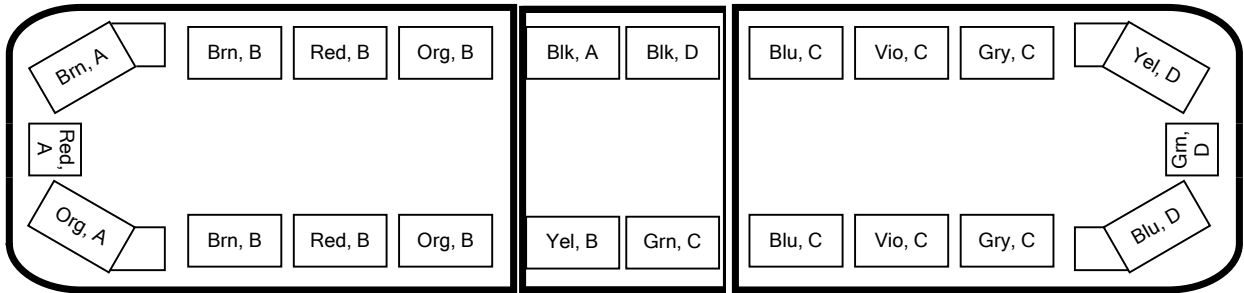 Brn, A
Brn, B
Red, B
Org, B
Blk, A
Blk, D
Blu, C
Vio, C
Gry, C
Yel, D
Red,
A
Grn,
D
Org, A
Brn, B
Red, B
Org, B
Yel, B
Grn, C
Blu, C
Vio, C
Gry, C
Blu, D